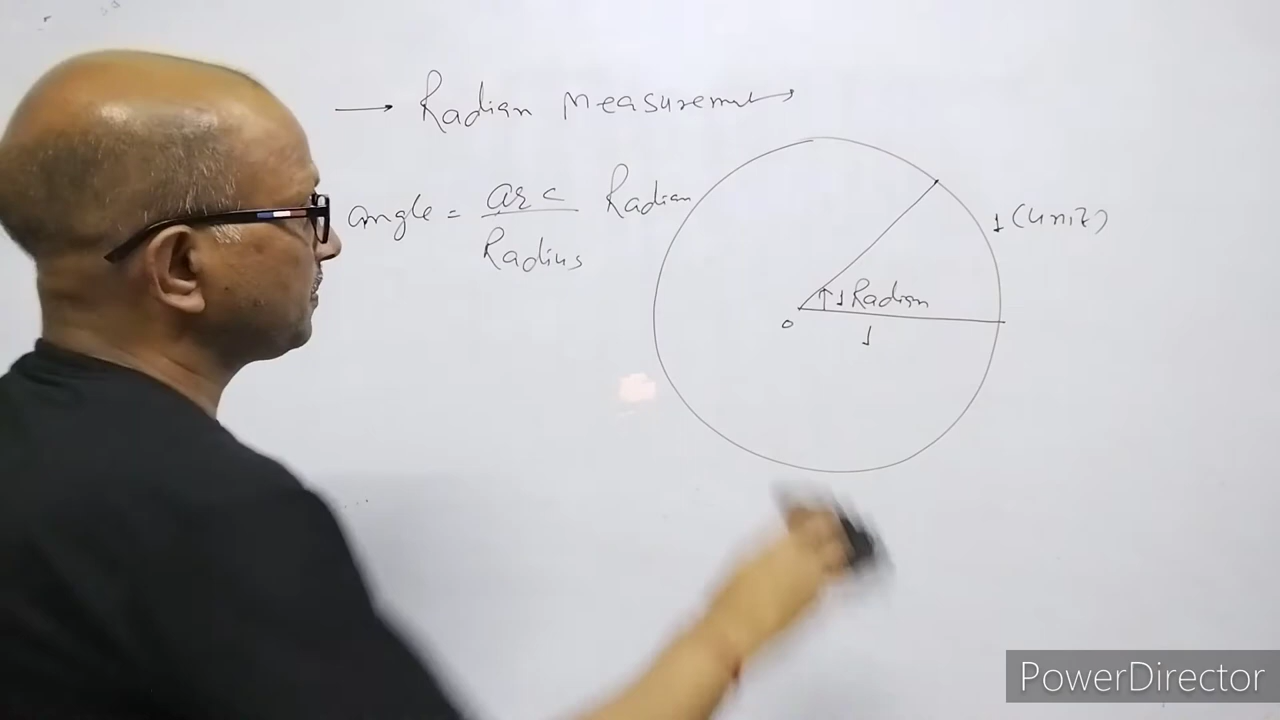 → Radian Measurement →
angle = arc / Radius Radian
1 (unit)
1 Radian
O
1
PowerDirector